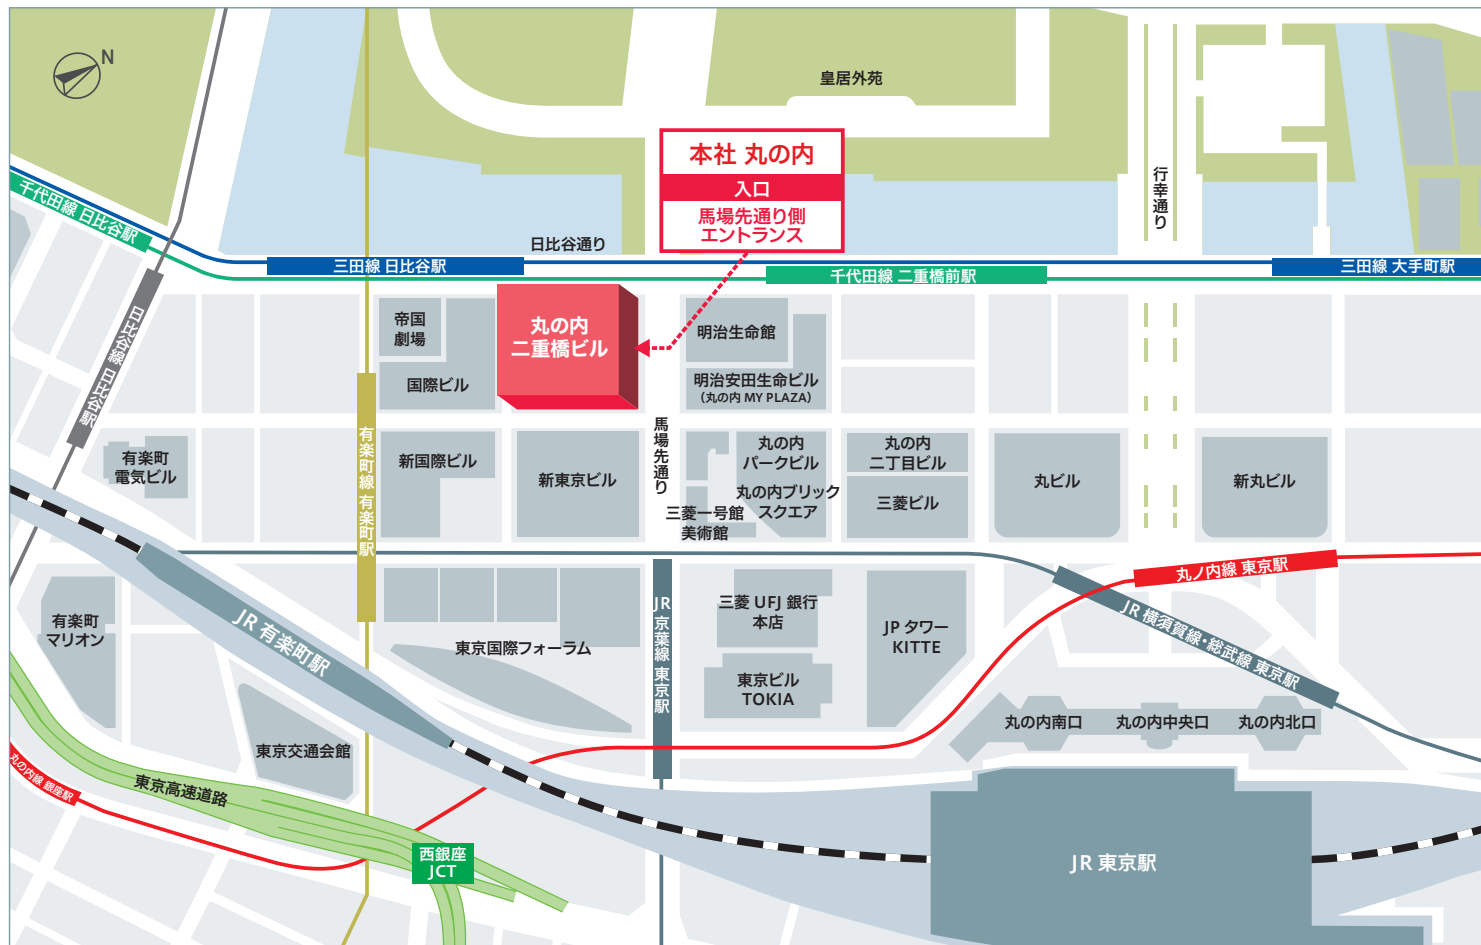 N
皇居外苑
本社 丸の内
入口
馬場先通り側
エントランス
行幸通り
千代田線 日比谷駅
日比谷通り
三田線 日比谷駅
千代田線 二重橋前駅
三田線 大手町駅
日比谷線 日比谷駅
帝国
劇場
国際ビル
丸の内
二重橋ビル
明治生命館
明治安田生命ビル
(丸の内 MY PLAZA)
有楽町
電気ビル
有楽町線 有楽町駅
新国際ビル
新東京ビル
馬場先通り
丸の内
パークビル
丸の内ブリック
スクエア
三菱一号館
美術館
丸の内
二丁目ビル
三菱ビル
丸ビル
新丸ビル
丸ノ内線 東京駅
有楽町
マリオン
JR 有楽町駅
東京国際フォーラム
JR 京葉線 東京駅
三菱 UFJ 銀行
本店
東京ビル
TOKIA
JP タワー
KITTE
JR 横須賀線・総武線 東京駅
丸の内南口
丸の内中央口
丸の内北口
東京交通会館
丸の内線 銀座駅
東京高速道路
西銀座
JCT
JR 東京駅